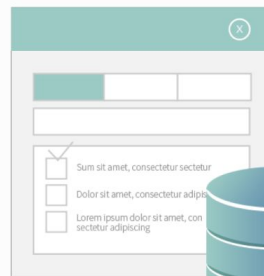 X
Sum sit amet, consectetur sectetur
Dolor sit amet, consectetur adipis
Lorem ipsum dolor sit amet, con
sectetur adipiscing